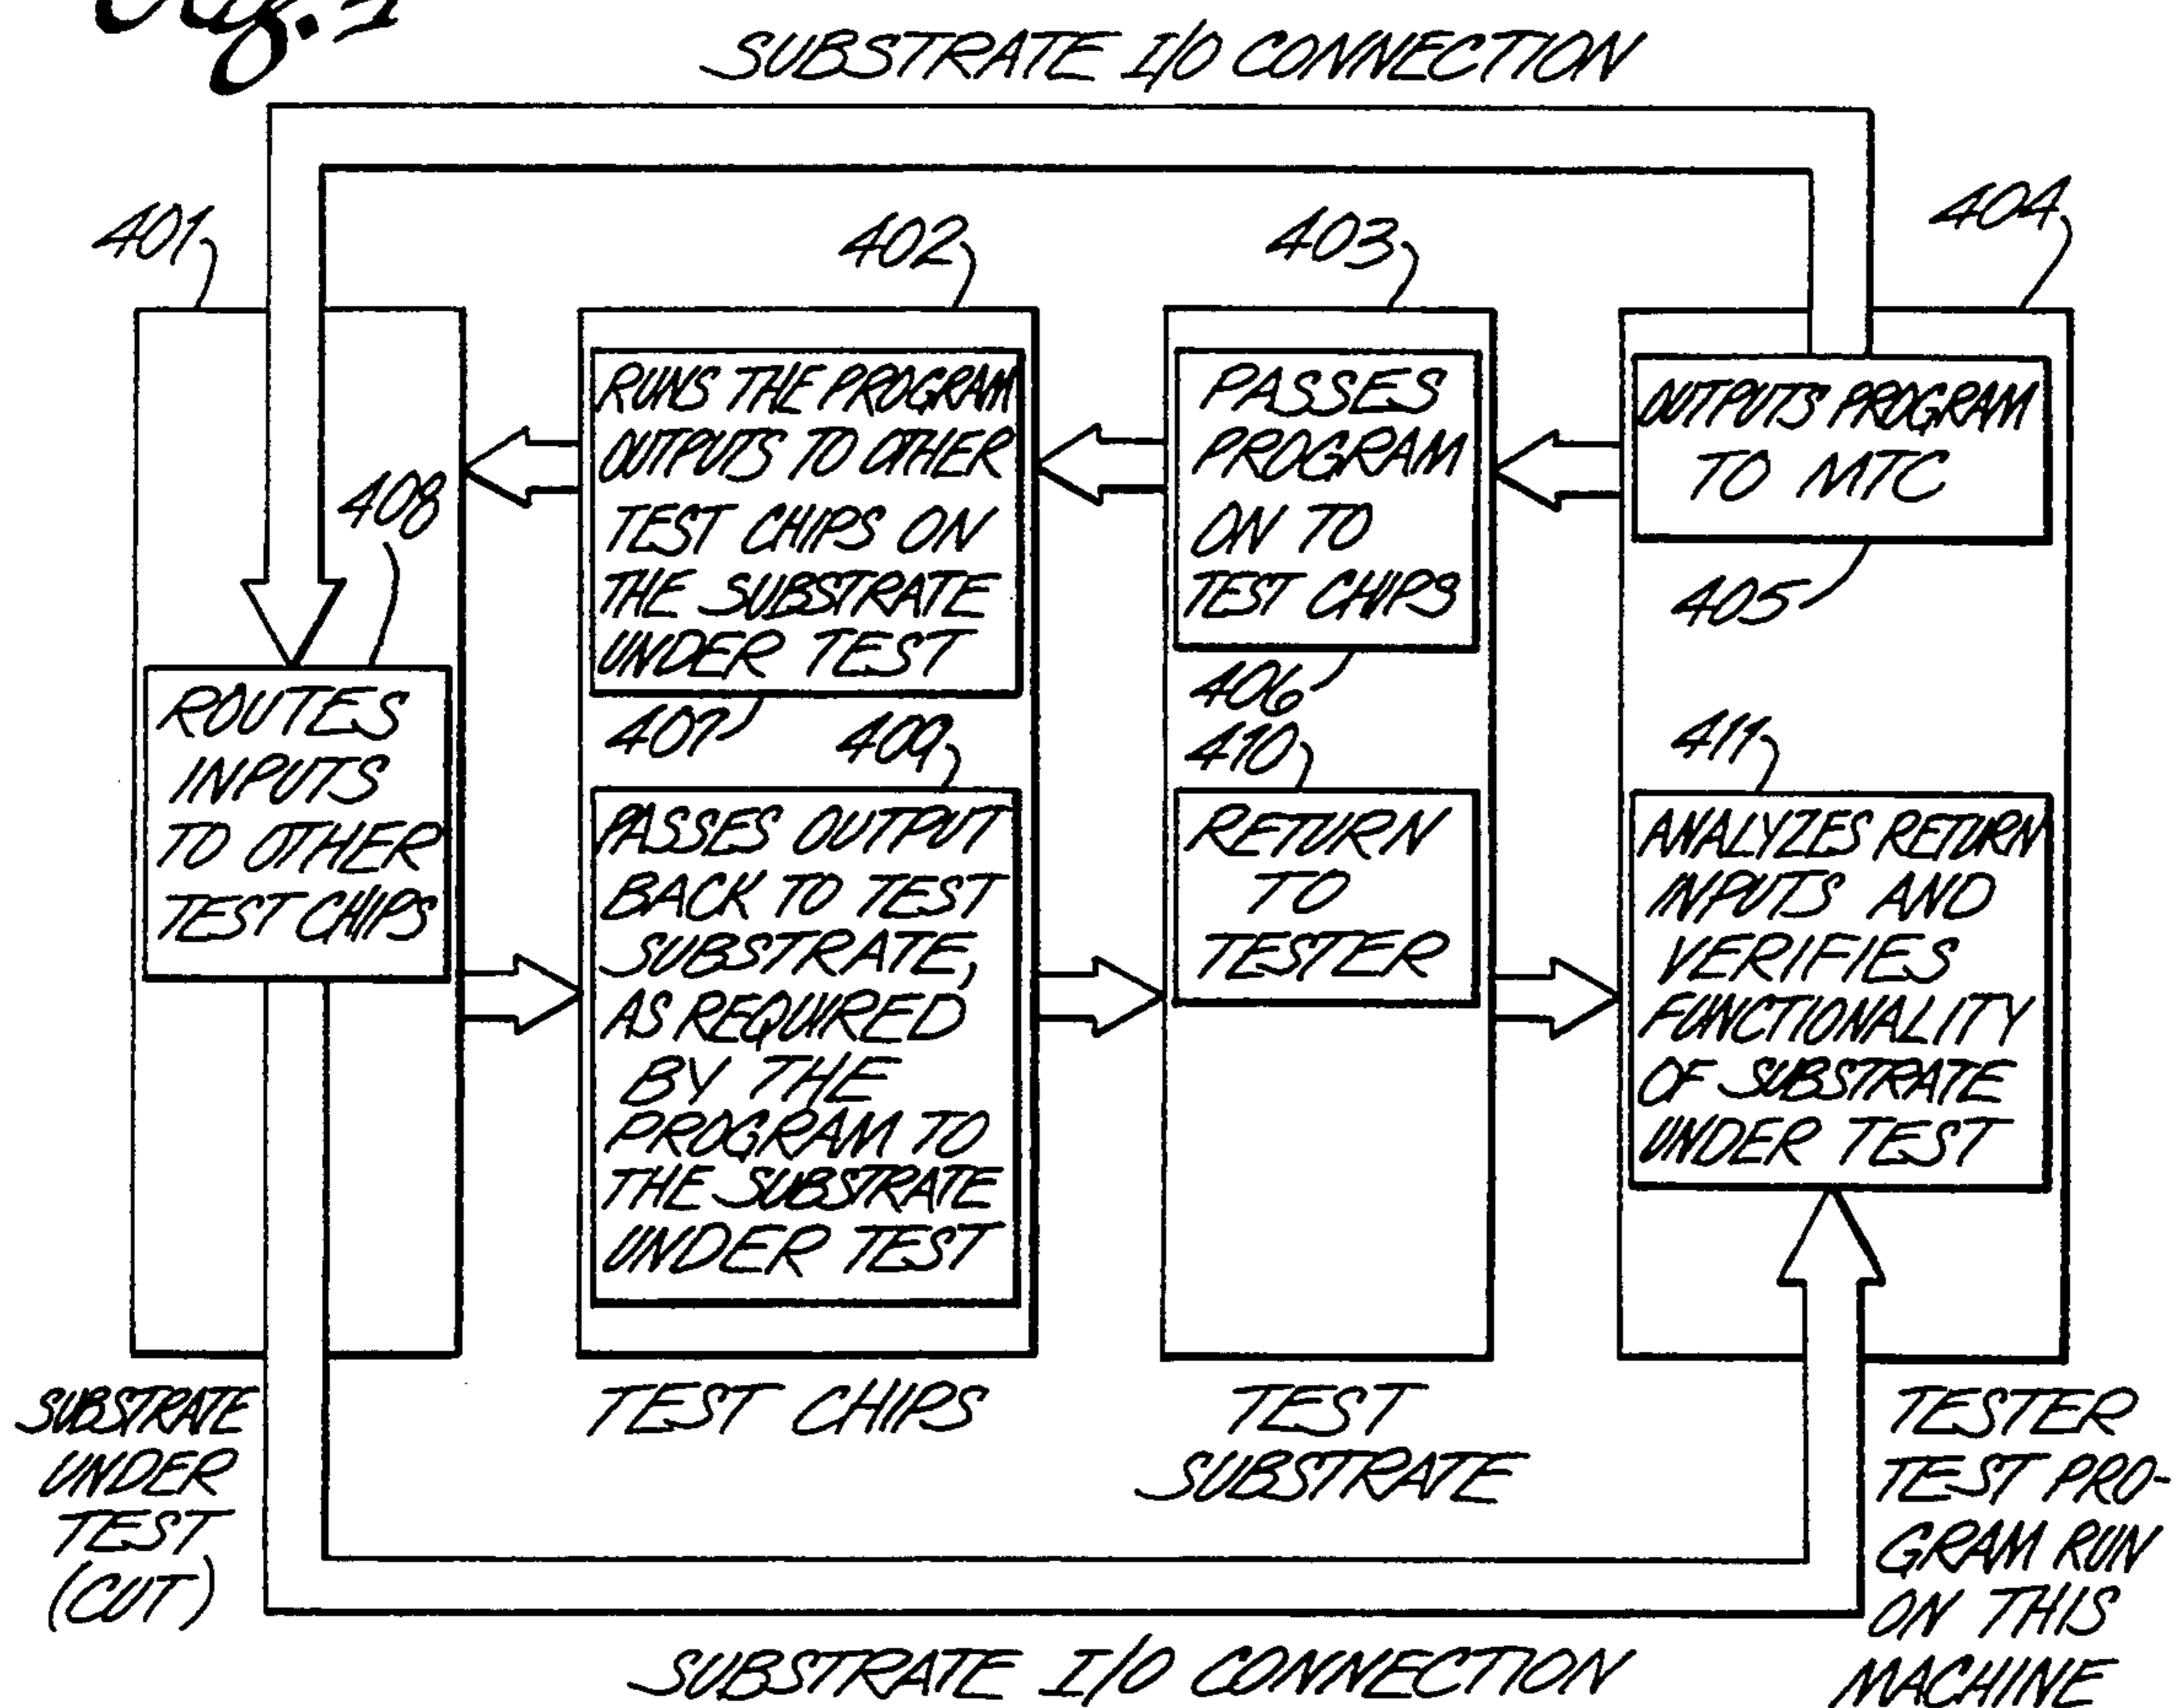 SUBSTRATE I/O CONNECTION
401
402
403
404
RUNS THE PROGRAM
OUTPUTS TO OTHER
TEST CHIPS ON
THE SUBSTRATE
UNDER TEST
407
PASSES
PROGRAM
ON TO
TEST CHIPS
406
OUTPUTS PROGRAM
TO MTC
405
408
ROUTES
INPUTS
TO OTHER
TEST CHIPS
409
PASSES OUTPUT
BACK TO TEST
SUBSTRATE,
AS REQUIRED
BY THE
PROGRAM TO
THE SUBSTRATE
UNDER TEST
410
RETURN
TO
TESTER
411
ANALYZES RETURN
INPUTS AND
VERIFIES
FUNCTIONALITY
OF SUBSTRATE
UNDER TEST
SUBSTRATE
UNDER
TEST
(CUT)
TEST CHIPS
TEST
SUBSTRATE
TESTER
TEST PRO-
GRAM RUN
ON THIS
MACHINE
SUBSTRATE I/O CONNECTION